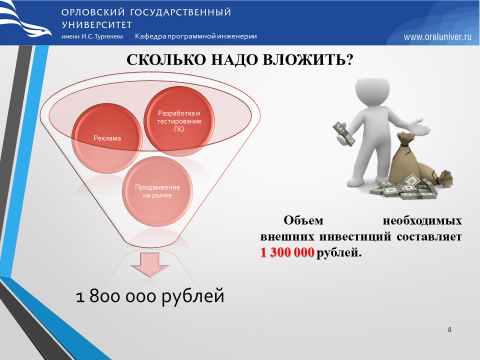 ОРЛОВСКИЙ ГОСУДАРСТВЕННЫЙ
УНИВЕРСИТЕТ
имени И.С. Тургенева Кафедра программной инженерии
www.oreluniver.ru
СКОЛЬКО НАДО ВЛОЖИТЬ?
Разработка и
тестирование
ПО
Реклама
Продвижение
на рынке
1 800 000 рублей
Объем необходимых
внешних инвестиций составляет
1 300 000 рублей.
8